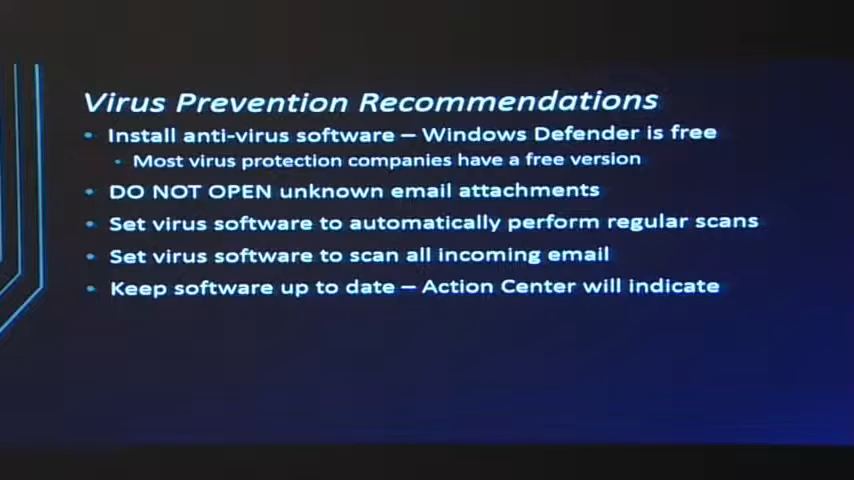 Virus Prevention Recommendations
• Install anti-virus software – Windows Defender is free
• Most virus protection companies have a free version
• DO NOT OPEN unknown email attachments
• Set virus software to automatically perform regular scans
• Set virus software to scan all incoming email
• Keep software up to date – Action Center will indicate